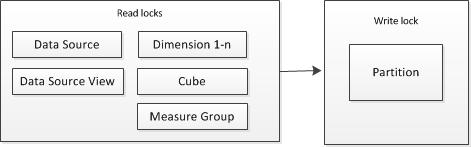 Read locks
Data Source
Dimension 1-n
Data Source View
Cube
Measure Group
Write lock
Partition